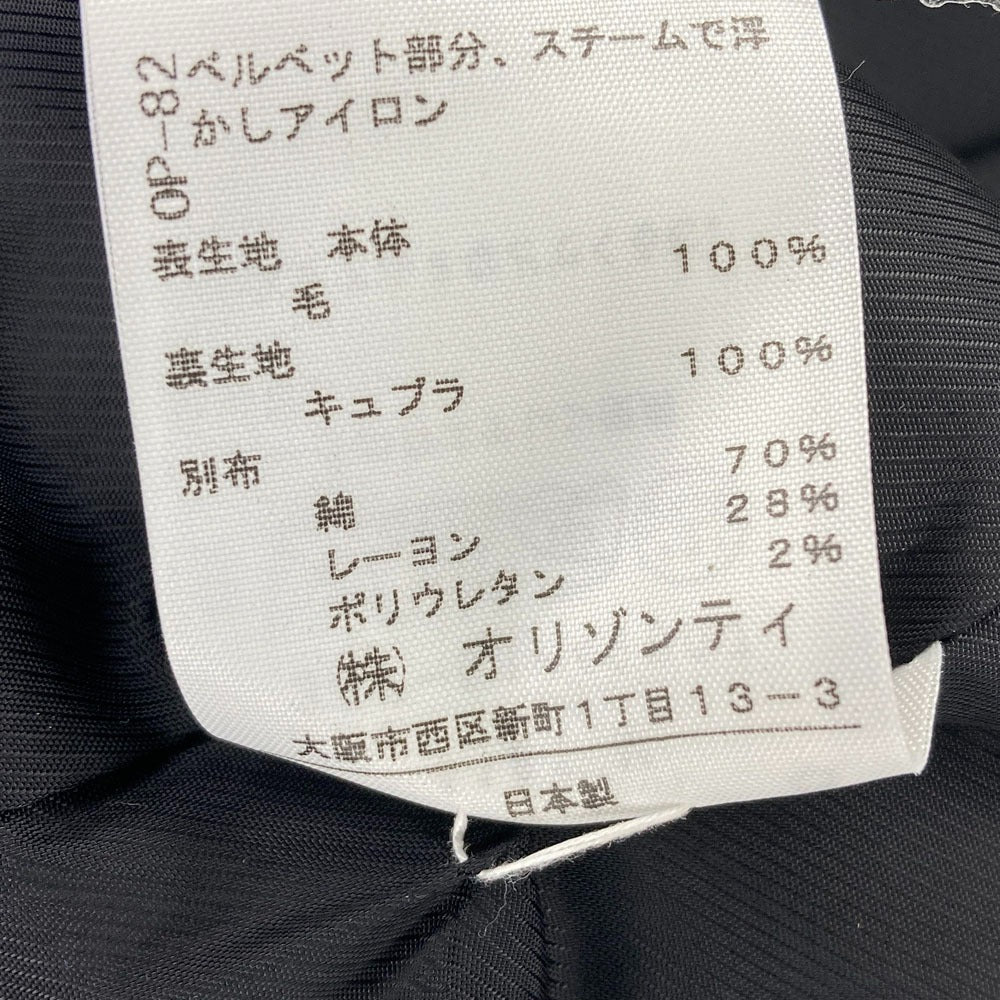 OP-82
ベルベット部分、スチームで浮
かしアイロン
表生地 本体 100%
毛
裏生地 100%
キュプラ
別布 70%
綿 28%
レーヨン 2%
ポリウレタン
(株) オリゾンティ
大阪市西区新町1丁目13-3
日本製